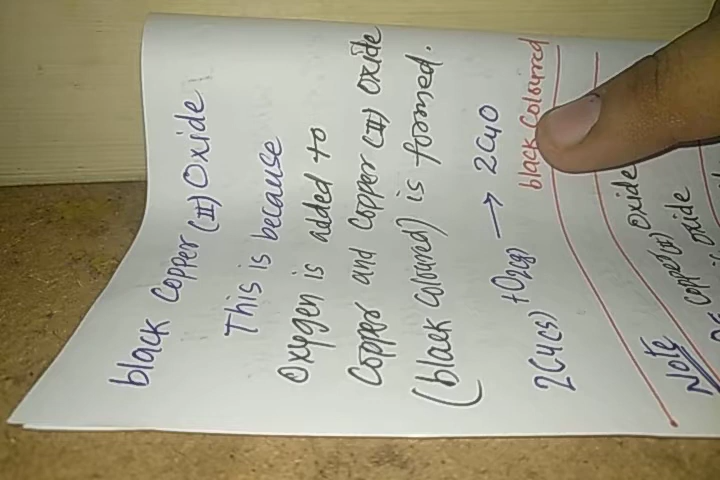 black Copper (II) Oxide
This is because
Oxygen is added to
Copper and Copper (II) Oxide
(black coloured) is formed.
2Cu(s) + O2(g) → 2CuO
black Coloured
Note
Copper(II) Oxide
Oxide